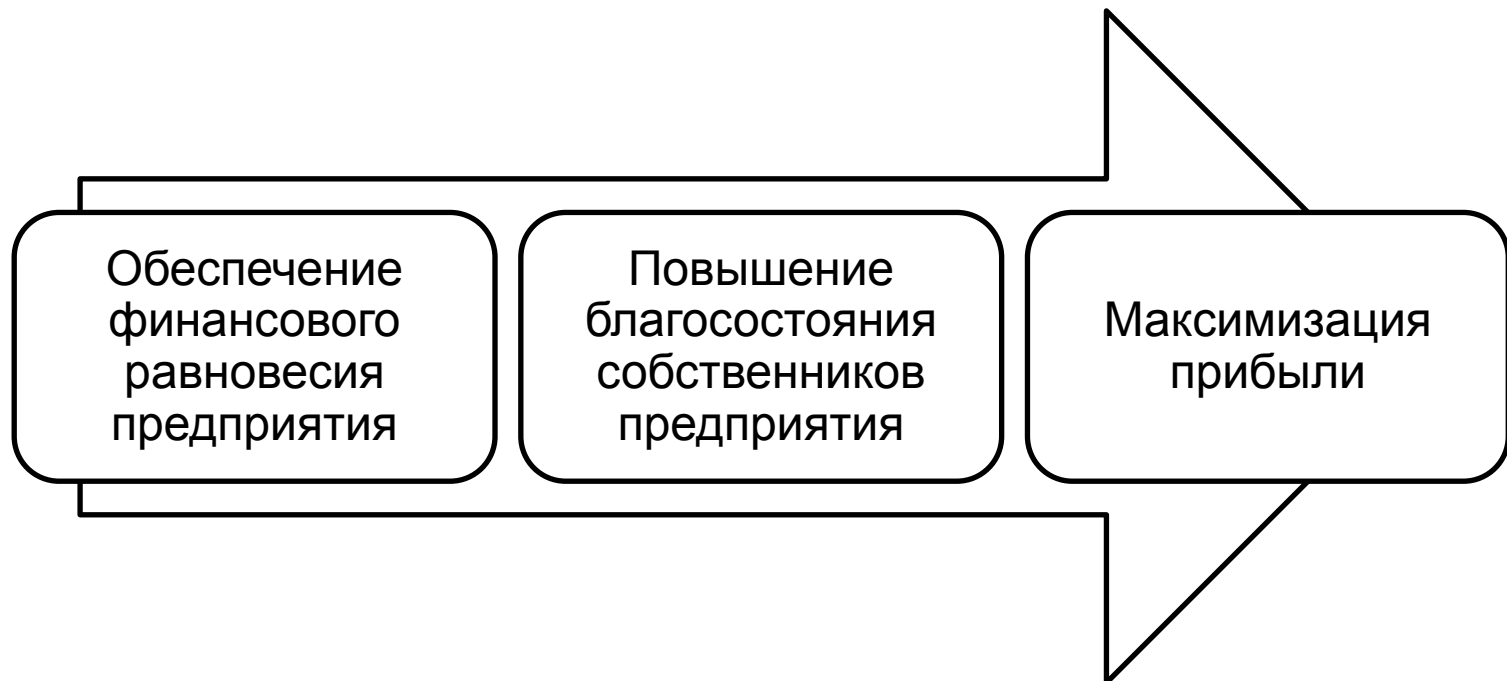 Обеспечение
финансового
равновесия
предприятия
Повышение
благосостояния
собственников
предприятия
Максимизация
прибыли